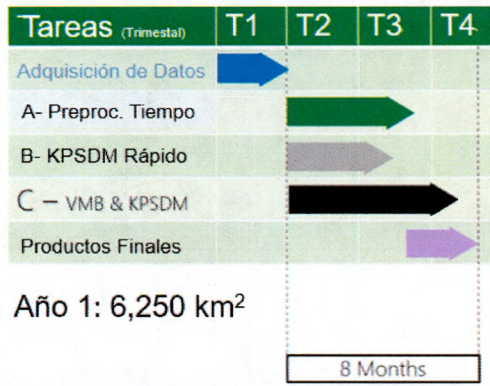 Tareas (Trimestal) T1 T2 T3 T4
Adquisición de Datos
A- Preproc. Tiempo
B- KPSDM Rápido
C – VMB & KPSDM
Productos Finales
Año 1: 6,250 km²
8 Months